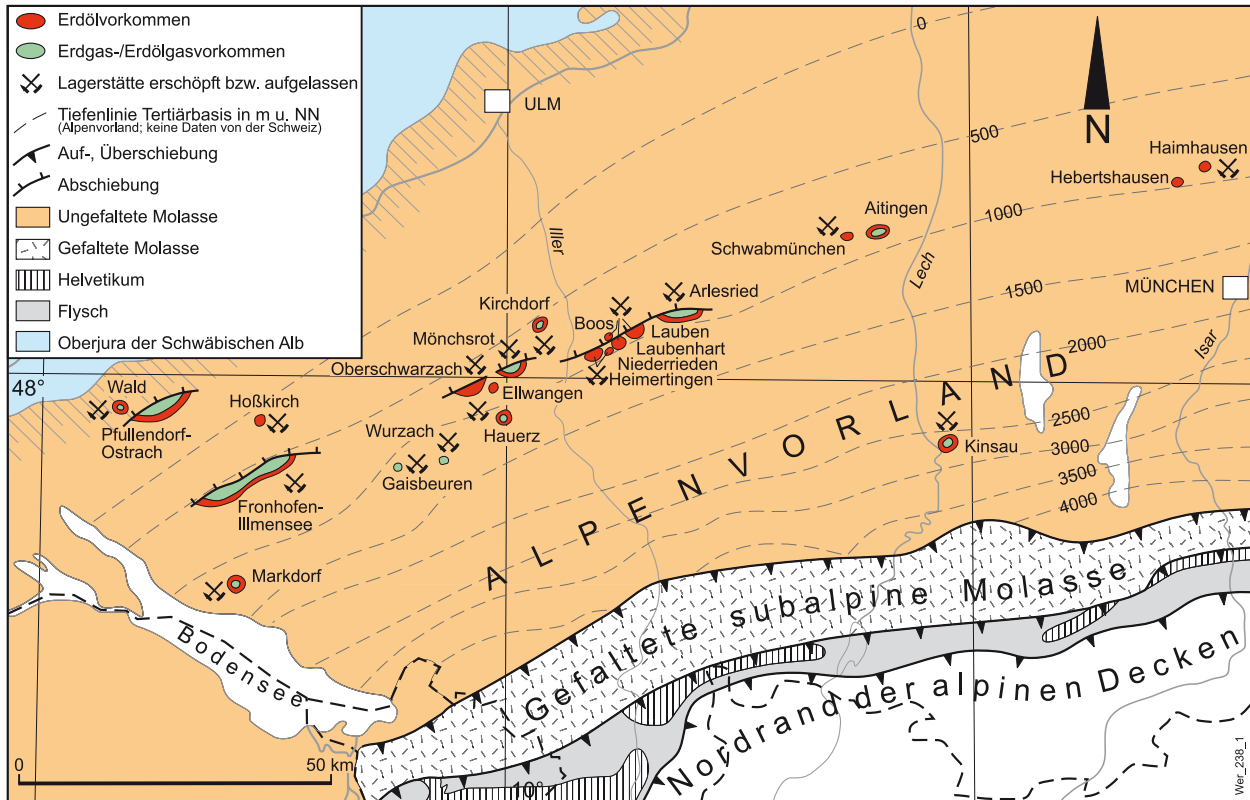 Erdölvorkommen
Erdgas-/Erdölgasvorkommen
Lagerstätte erschöpft bzw. aufgelassen
Tiefenlinie Tertiärbasis in m u. NN
(Alpenvorland; keine Daten von der Schweiz)
Auf-, Überschiebung
Abschiebung
Ungefaltete Molasse
Gefaltete Molasse
Helvetikum
Flysch
Oberjura der Schwäbischen Alb
0
ULM
500
N
Haimhausen
Hebertshausen
1000
Aitingen
Schwabmünchen
Iller
Lech
Isar
MÜNCHEN
1500
Arlesried
Kirchdorf
Boos
Lauben
Mönchsrot
Laubenhart
Niederrieden
Heimertingen
2000
Oberschwarzach
48°
Wald
Ellwangen
Hoßkirch
Pfullendorf-
Ostrach
Wurzach
Hauerz
2500
3000
Kinsau
Gaisbeuren
3500
4000
Fronhofen-
Illmensee
ALPENVORLAND
Markdorf
Gefaltete subalpine Molasse
Bodensee
Nordrand der alpinen Decken
0
50 km
10°
Wer_238_1